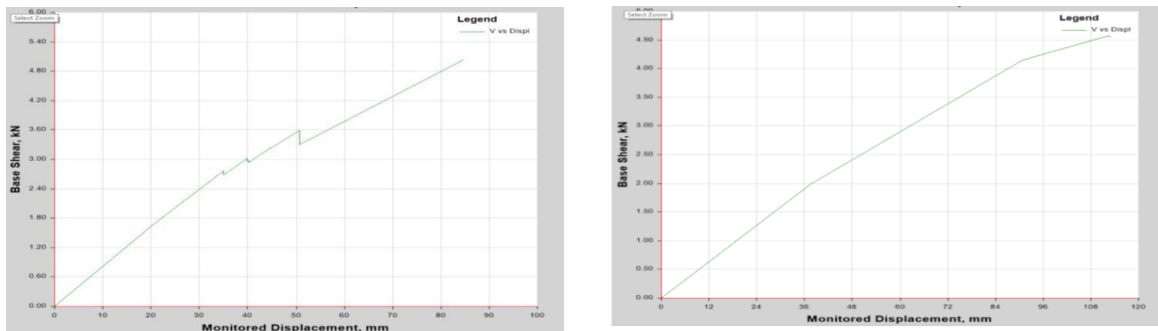 6.00
Select Zoom
Legend
V vs Displ
5.40
4.80
4.20
3.60
3.00
2.40
1.80
1.20
0.60
0.00
Base Shear, kN
0 10 20 30 40 50 60 70 80 90 100
Monitored Displacement, mm
5.00
Select Zoom
Legend
V vs Displ
4.50
4.00
3.50
3.00
2.50
2.00
1.50
1.00
0.50
0.00
Base Shear, kN
0 12 24 36 48 60 72 84 96 108 120
Monitored Displacement, mm